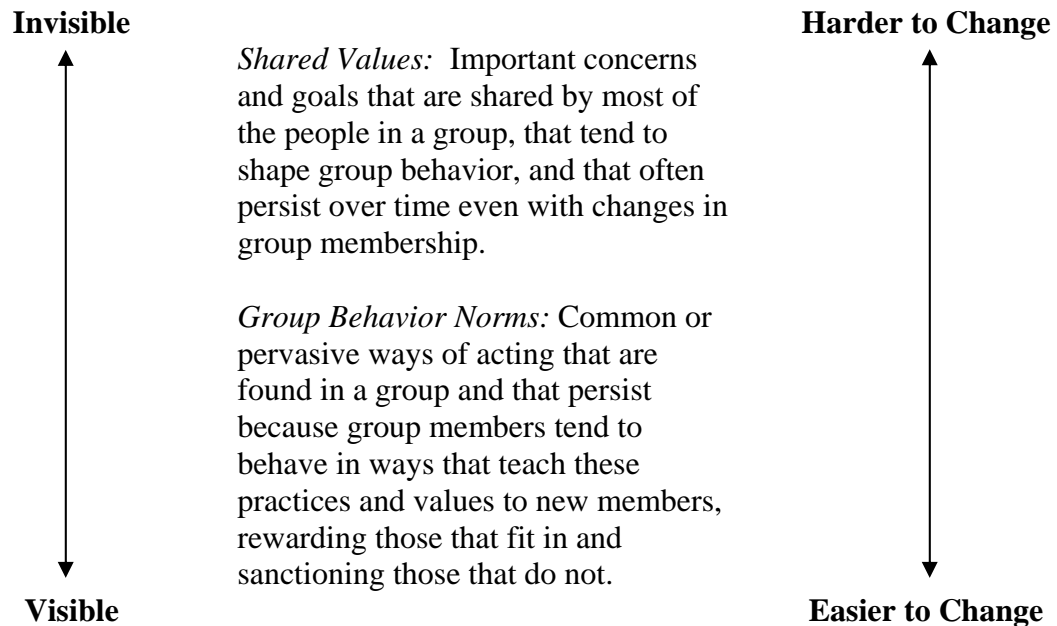 Invisible
Harder to Change
Shared Values:  Important concerns
and goals that are shared by most of
the people in a group, that tend to
shape group behavior, and that often
persist over time even with changes in
group membership.
Group Behavior Norms: Common or
pervasive ways of acting that are
found in a group and that persist
because group members tend to
behave in ways that teach these
practices and values to new members,
rewarding those that fit in and
sanctioning those that do not.
Visible
Easier to Change